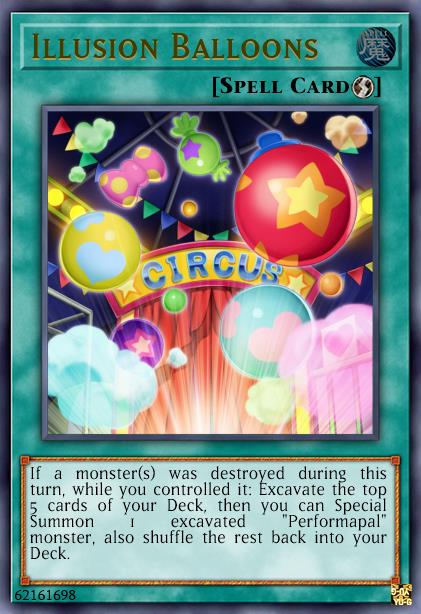 ILLUSION BALLOONS
魔
[SPELL CARD]
CIRCUS
If a monster(s) was destroyed during this
turn, while you controlled it: Excavate the top
5 cards of your Deck, then you can Special
Summon 1 excavated "Performapal"
monster, also shuffle the rest back into your
Deck.
62161698